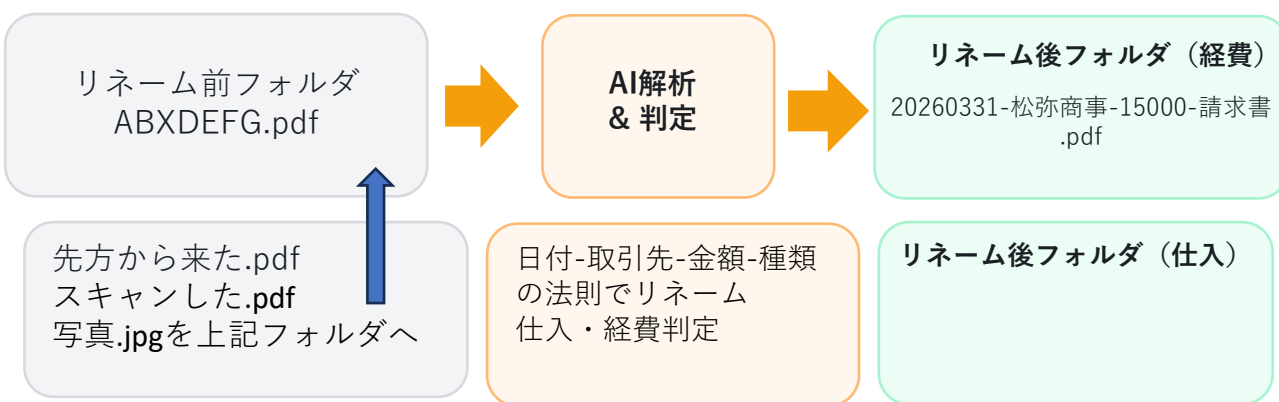 リネーム前フォルダ
ABXDEFG.pdf
AI解析
& 判定
リネーム後フォルダ（経費）
20260331-松弥商事-15000-請求書
.pdf
先方から来た.pdf
スキャンした.pdf
写真.jpgを上記フォルダへ
日付-取引先-金額-種類
の法則でリネーム
仕入・経費判定
リネーム後フォルダ（仕入）